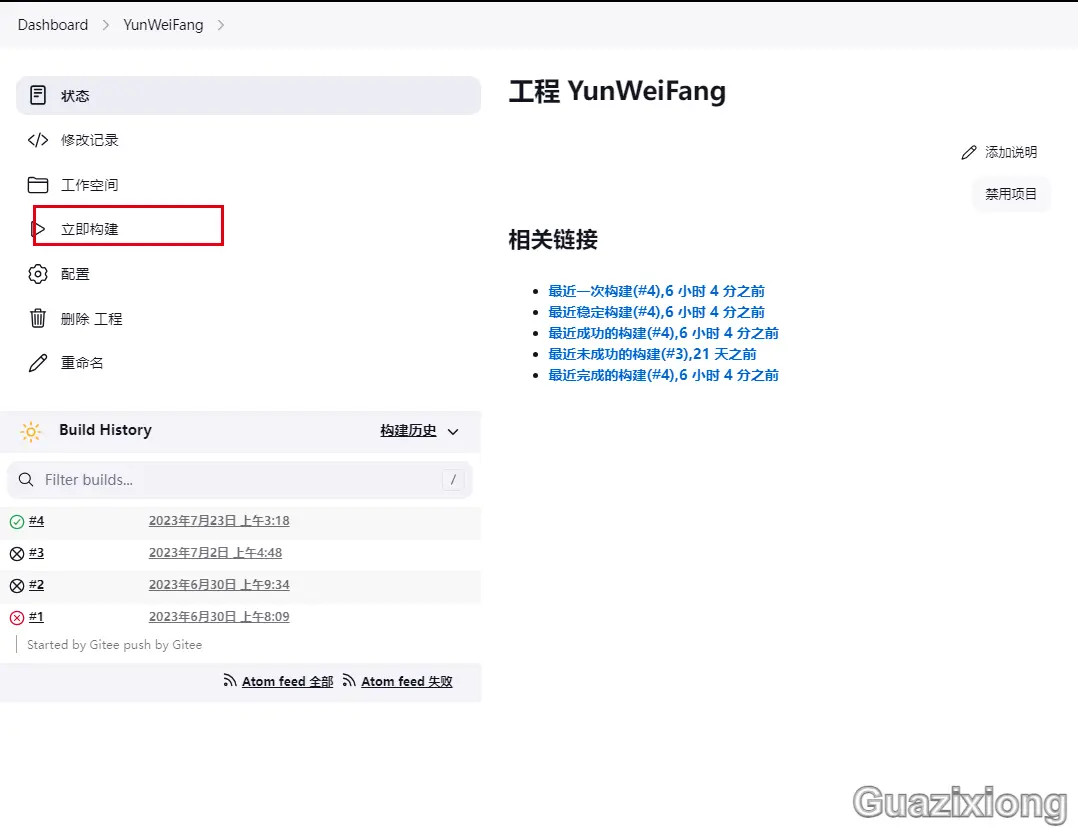 Dashboard > YunWeiFang >
状态
修改记录
工作空间
立即构建
配置
删除 工程
重命名
Build History
构建历史
Filter builds...
/
#4 2023年7月23日 上午3:18
#3 2023年7月2日 上午4:48
#2 2023年6月30日 上午9:34
#1 2023年6月30日 上午8:09
Started by Gitee push by Gitee
Atom feed 全部 Atom feed 失败
工程 YunWeiFang
添加说明
禁用项目
相关链接
最近一次构建(#4),6 小时 4 分之前
最近稳定构建(#4),6 小时 4 分之前
最近成功的构建(#4),6 小时 4 分之前
最近未成功的构建(#3),21 天之前
最近完成的构建(#4),6 小时 4 分之前
Guazixiong